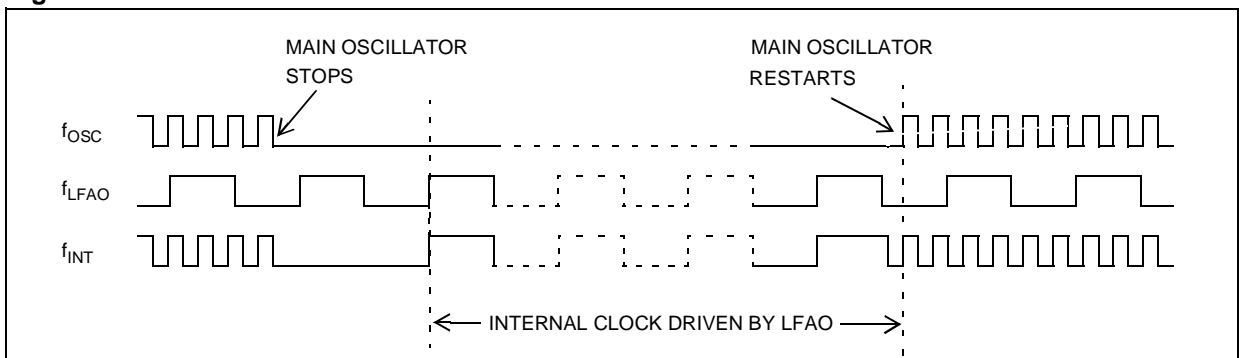 MAIN OSCILLATOR
STOPS
MAIN OSCILLATOR
RESTARTS
fOSC
fLFAO
fINT
INTERNAL CLOCK DRIVEN BY LFAO